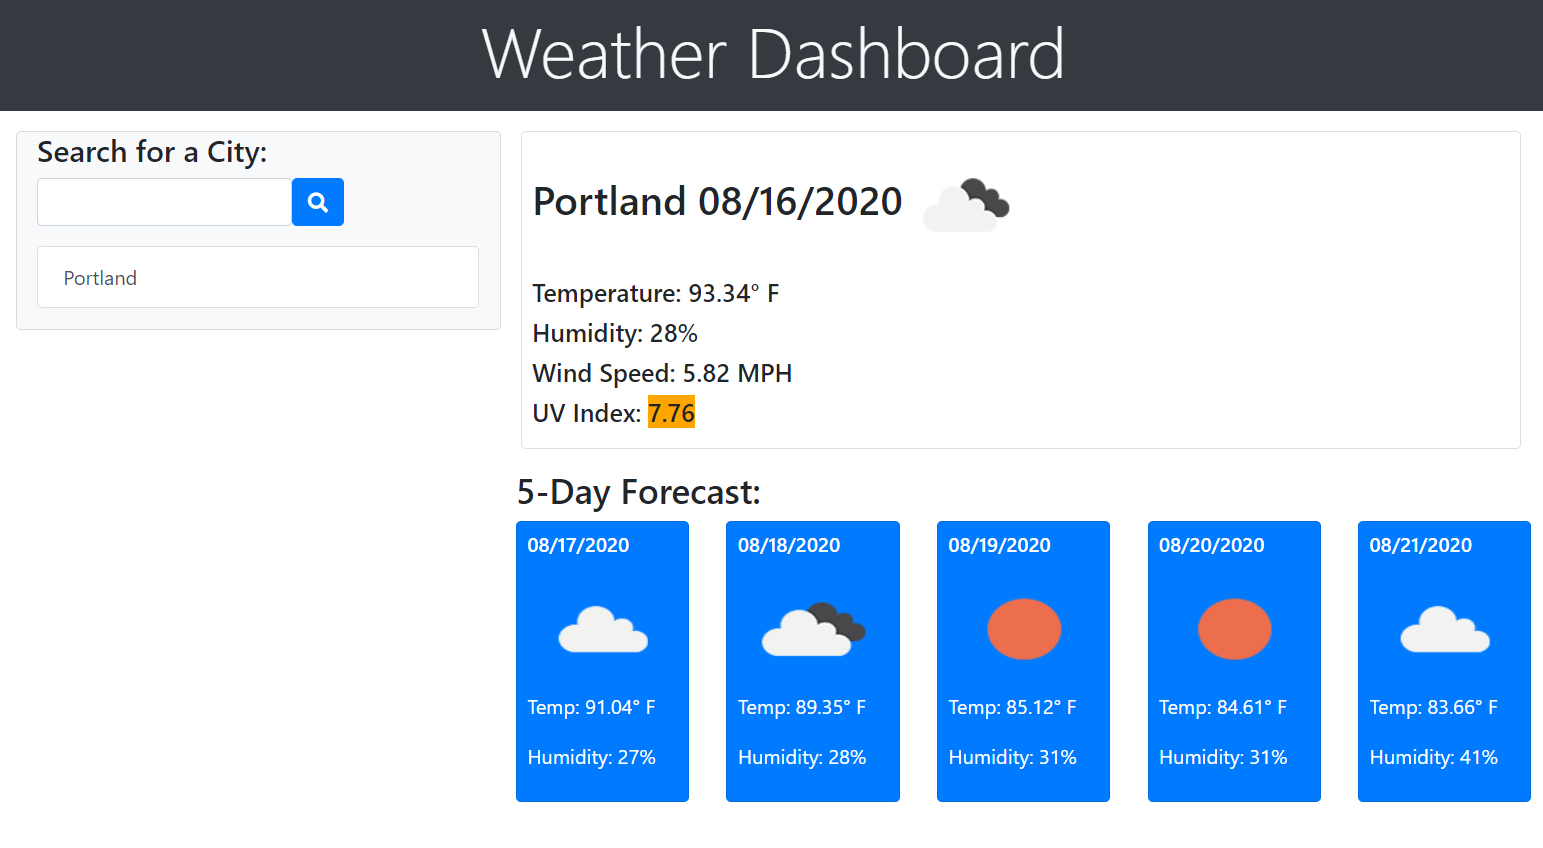 Weather Dashboard
Search for a City:
Portland
Portland 08/16/2020
Temperature: 93.34° F
Humidity: 28%
Wind Speed: 5.82 MPH
UV Index: 7.76
5-Day Forecast:
08/17/2020
Temp: 91.04° F
Humidity: 27%
08/18/2020
Temp: 89.35° F
Humidity: 28%
08/19/2020
Temp: 85.12° F
Humidity: 31%
08/20/2020
Temp: 84.61° F
Humidity: 31%
08/21/2020
Temp: 83.66° F
Humidity: 41%